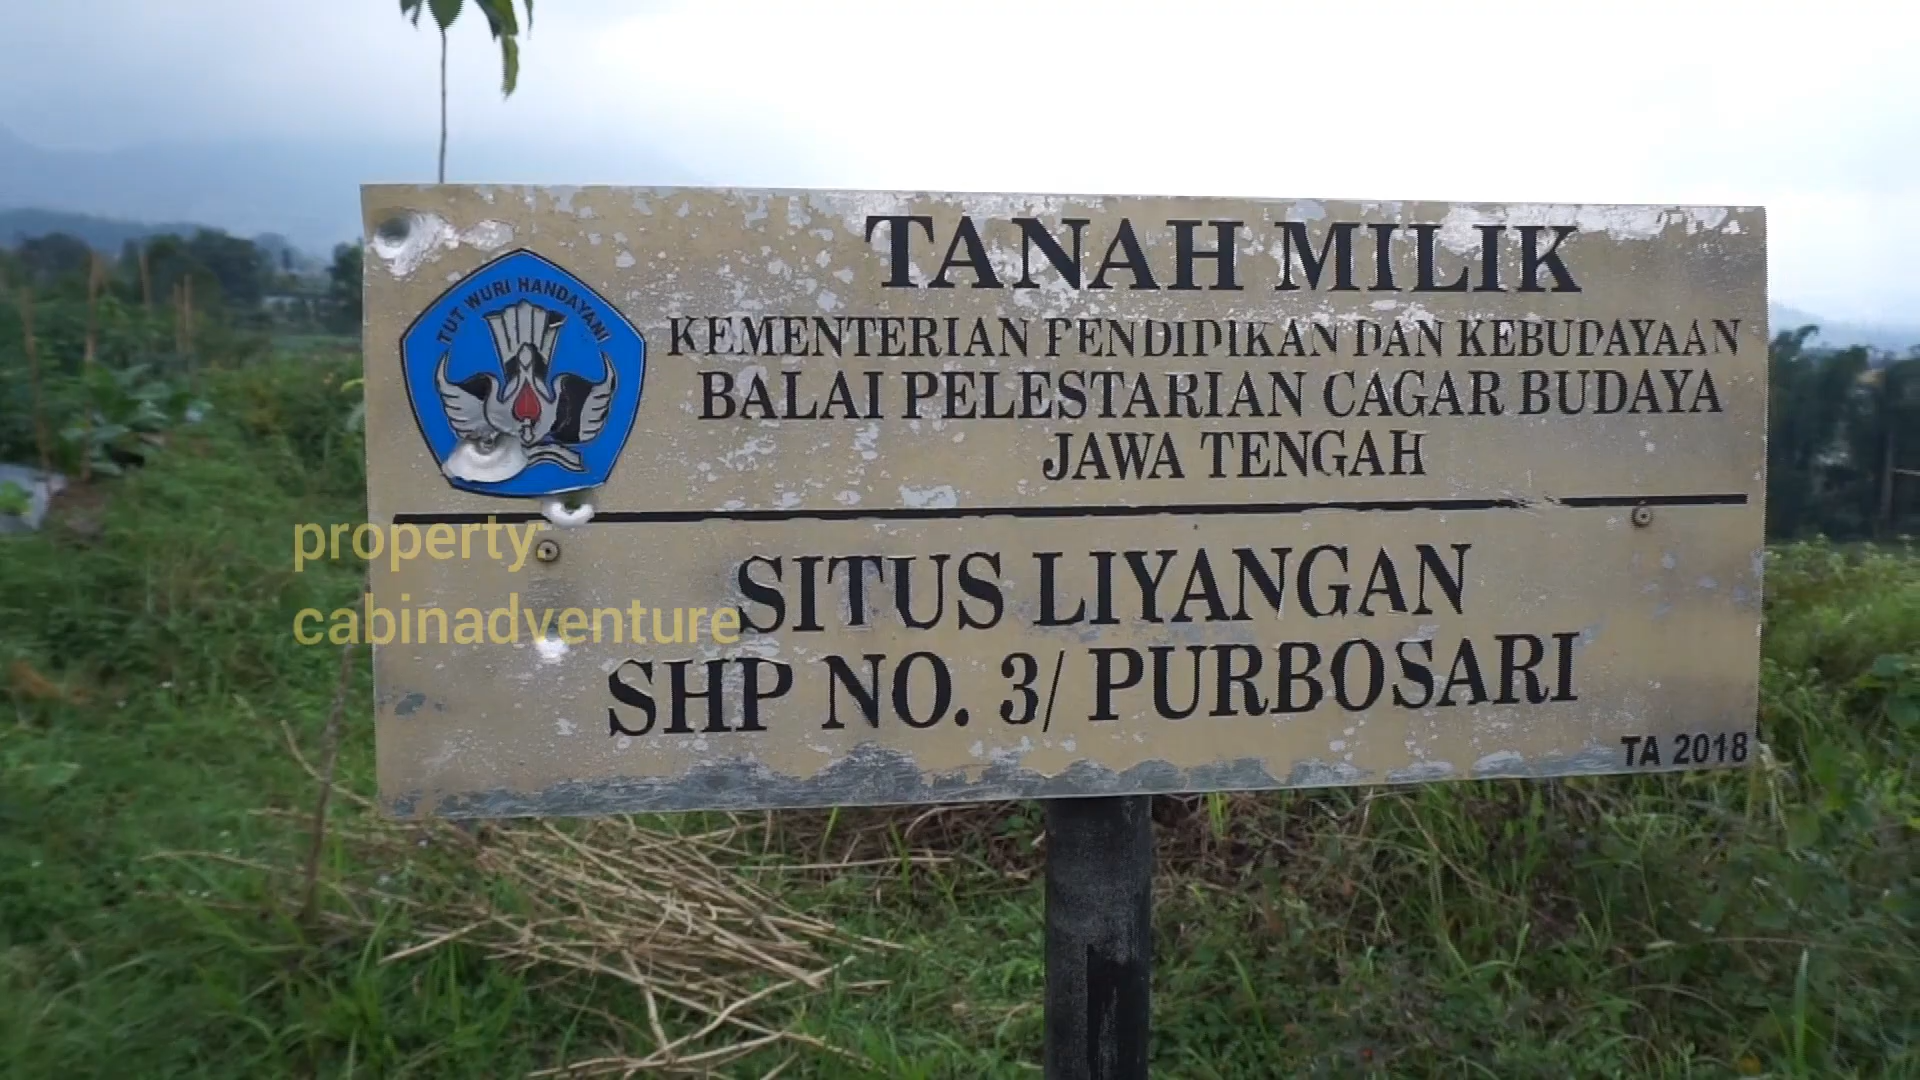 TANAH MILIK
TUT WURI HANDAYANI
KEMENTERIAN PENDIDIKAN DAN KEBUDAYAAN
BALAI PELESTARIAN CAGAR BUDAYA
JAWA TENGAH
property
cabinadventure
SITUS LIYANGAN
SHP NO. 3/ PURBOSARI
TA 2018